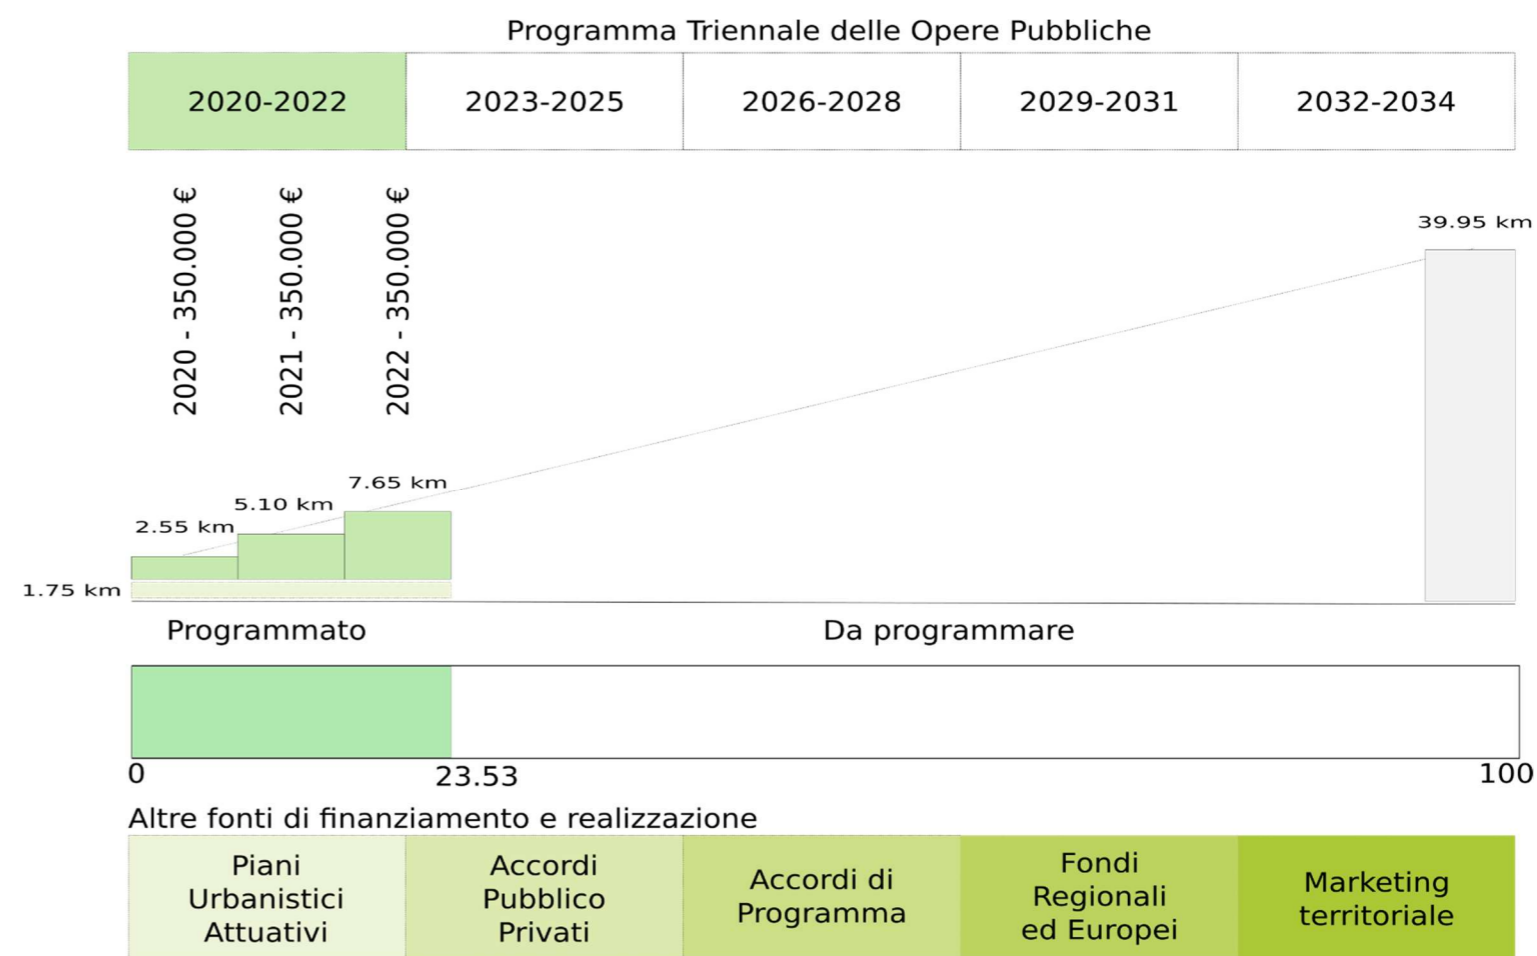 Programma Triennale delle Opere Pubbliche
2020-2022
2023-2025
2026-2028
2029-2031
2032-2034
2020 - 350.000 €
2021 - 350.000 €
2022 - 350.000 €
39.95 km
7.65 km
5.10 km
2.55 km
1.75 km
Programmato
Da programmare
0
23.53
100
Altre fonti di finanziamento e realizzazione
Piani
Urbanistici
Attuativi
Accordi
Pubblico
Privati
Accordi di
Programma
Fondi
Regionali
ed Europei
Marketing
territoriale